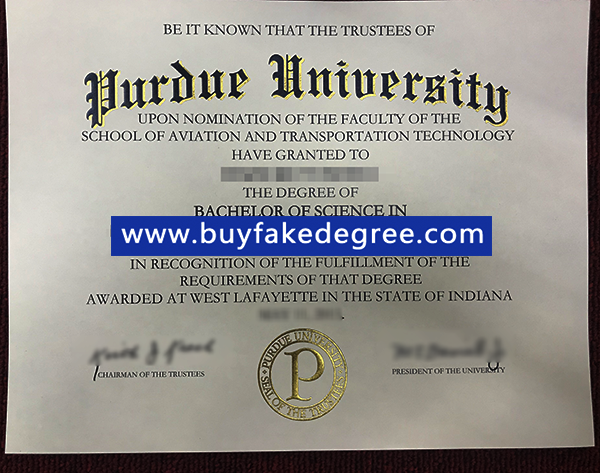 BE IT KNOWN THAT THE TRUSTEES OF
Purdue University
UPON NOMINATION OF THE FACULTY OF THE
SCHOOL OF AVIATION AND TRANSPORTATION TECHNOLOGY
HAVE GRANTED TO
THE DEGREE OF
BACHELOR OF SCIENCE IN
www.buyfakedegree.com
IN RECOGNITION OF THE FULFILLMENT OF THE
REQUIREMENTS OF THAT DEGREE
AWARDED AT WEST LAFAYETTE IN THE STATE OF INDIANA
CHAIRMAN OF THE TRUSTEES
PURDUE UNIVERSITY
P
SEAL OF THE TRUSTEES
PRESIDENT OF THE UNIVERSITY